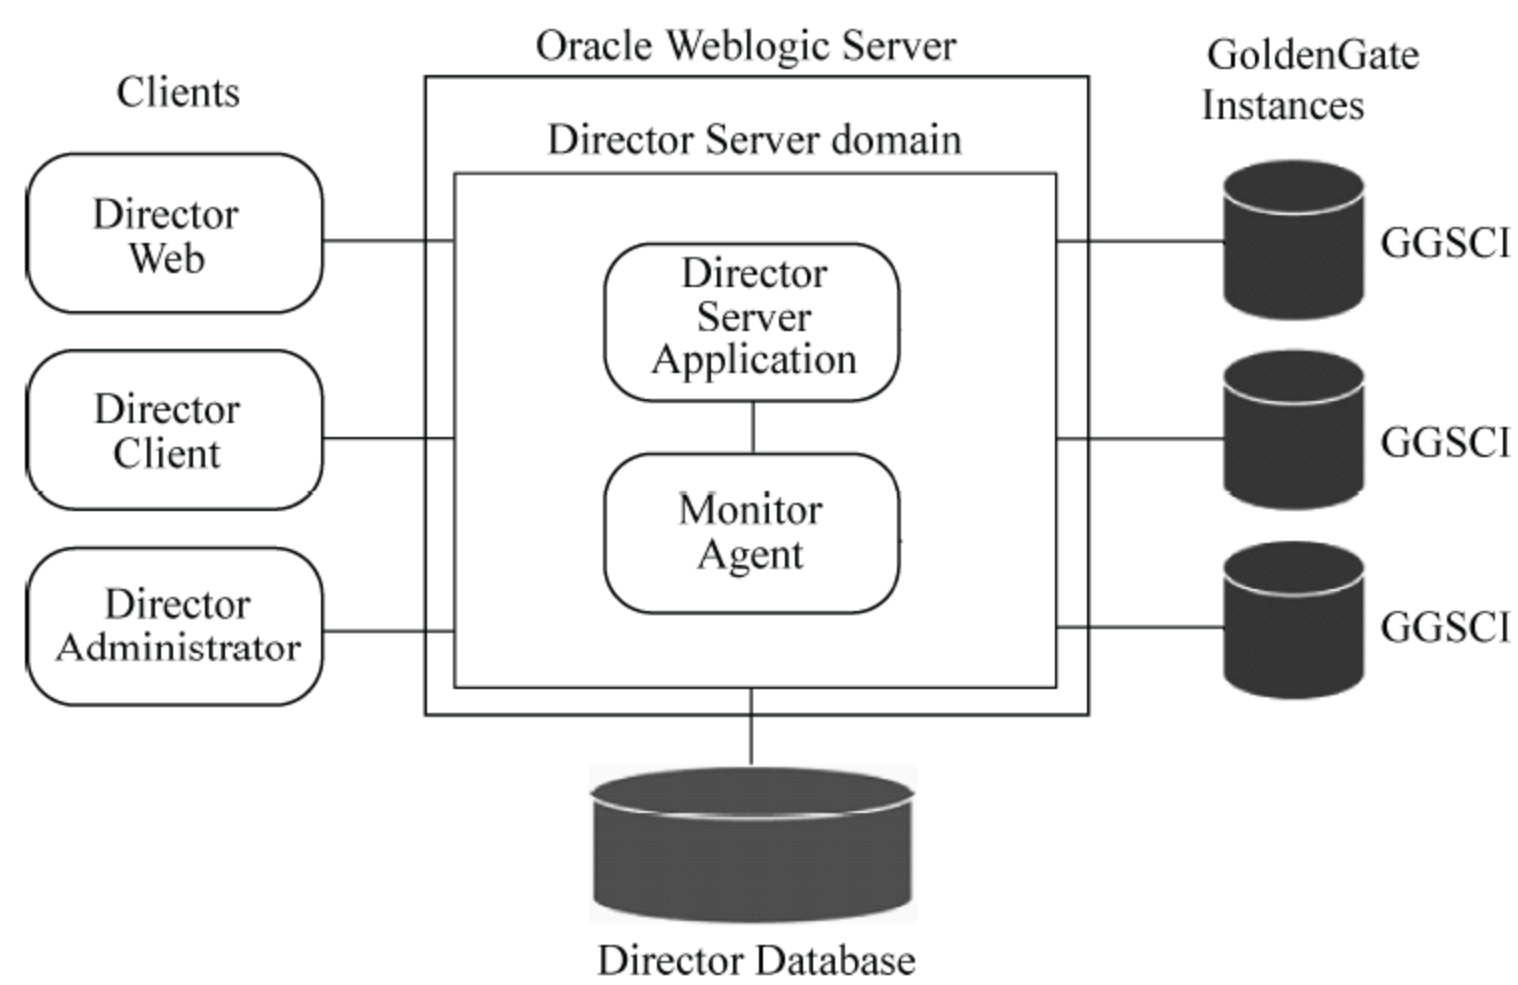 Oracle Weblogic Server
GoldenGate
Instances
Clients
Director Server domain
Director
Web
Director
Client
Director
Administrator
Director
Server
Application
Monitor
Agent
GGSCI
GGSCI
GGSCI
Director Database